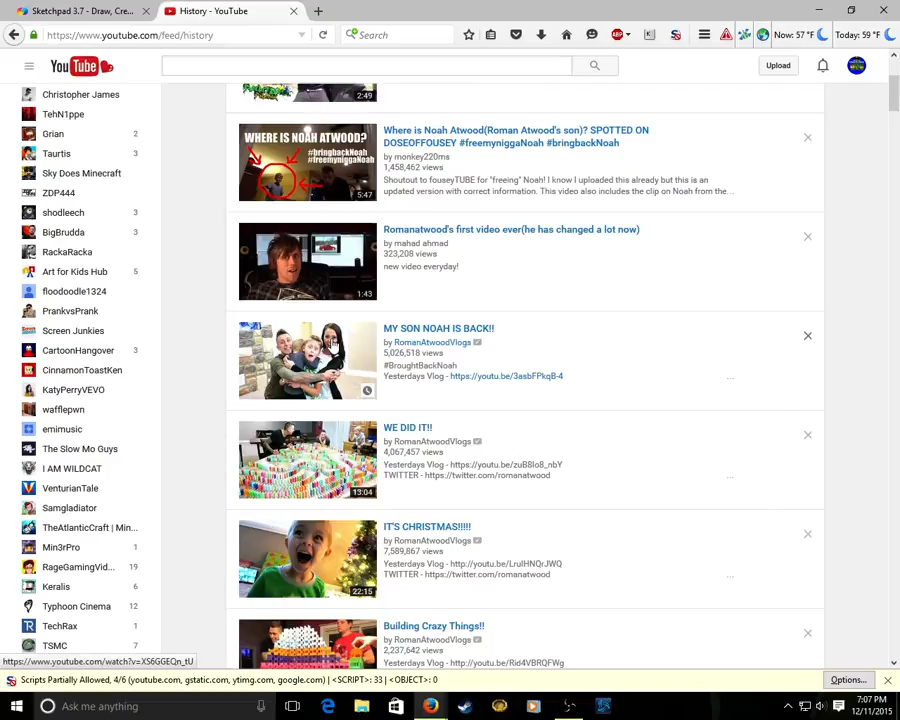 Sketchpad 3.7 - Draw, Cre...
History - YouTube
https://www.youtube.com/feed/history
Search
ABP
Now: 57 °F
Today: 59 °F
YouTube
Upload
Christopher James
TehN1ppe
Grian 2
Taurtis 3
Sky Does Minecraft
ZDP444
shodleech 3
BigBrudda 3
RackaRacka
Art for Kids Hub 5
floodoodle1324
PrankvsPrank
Screen Junkies
CartoonHangover 3
CinnamonToastKen
KatyPerryVEVO
wafflepwn
emimusic
The Slow Mo Guys
I AM WILDCAT
VenturianTale
Samgladiator
TheAtlanticCraft | Min...
Min3rPro 1
RageGamingVid... 19
Keralis 6
Typhoon Cinema 12
TechRax 1
TSMC 5
2:49
WHERE IS NOAH ATWOOD?
#bringbackNoah
#freemyniggaNoah
5:47
Where is Noah Atwood(Roman Atwood's son)? SPOTTED ON
DOSEOFFOUSEY #freemyniggaNoah #bringbackNoah
by monkey220ms
1,458,462 views
Shoutout to fouseyTUBE for "freeing" Noah! I know I uploaded this already but this is an
updated version with correct information. This video also includes the clip on Noah from the...
1:43
Romanatwood's first video ever(he has changed a lot now)
by mahad ahmad
323,208 views
new video everyday!
MY SON NOAH IS BACK!!
by RomanAtwoodVlogs
5,026,518 views
#BroughtBackNoah
Yesterdays Vlog - https://youtu.be/3asbFPkqB-4
...
13:04
WE DID IT!!
by RomanAtwoodVlogs
4,067,457 views
Yesterdays Vlog - https://youtu.be/zuB8Io8_nbY
TWITTER - https://twitter.com/romanatwood
...
22:15
IT'S CHRISTMAS!!!!!
by RomanAtwoodVlogs
7,589,867 views
Yesterdays Vlog - http://youtu.be/LruIHNQrJWQ
TWITTER - https://twitter.com/romanatwood
...
Building Crazy Things!!
by RomanAtwoodVlogs
2,237,642 views
Yesterdays Vlog - http://youtu.be/Rid4VBRQFWg
https://www.youtube.com/watch?v=XS6GGEQn_tU
Scripts Partially Allowed, 4/6 (youtube.com, gstatic.com, ytimg.com, google.com) | <SCRIPT>: 33 | <OBJECT>: 0
Options...
Ask me anything
7:07 PM
12/11/2015